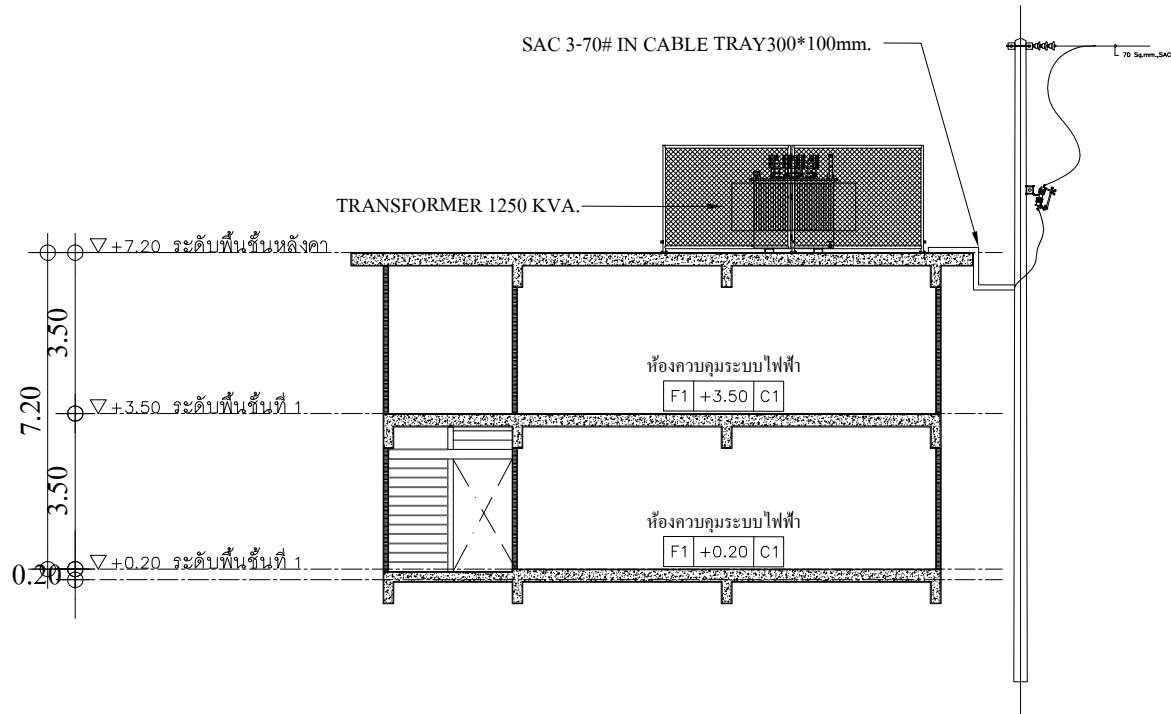 SAC 3-70# IN CABLE TRAY300*100mm.
70 Sq.mm.,SAC
TRANSFORMER 1250 KVA.
+7.20 ระดับพื้นชั้นหลังคา
3.50
ห้องควบคุมระบบไฟฟ้า
F1 +3.50 C1
+3.50 ระดับพื้นชั้นที่ 1
7.20
3.50
ห้องควบคุมระบบไฟฟ้า
F1 +0.20 C1
+0.20 ระดับพื้นชั้นที่ 1
0.20